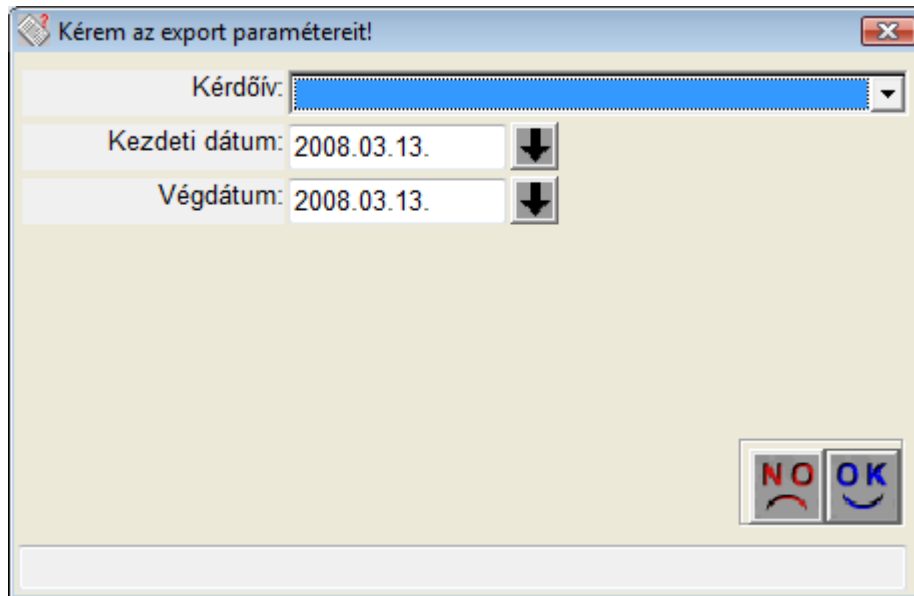 Kérem az export paramétereit!
Kérdőív:
Kezdeti dátum: 2008.03.13.
Végdátum: 2008.03.13.
NO OK